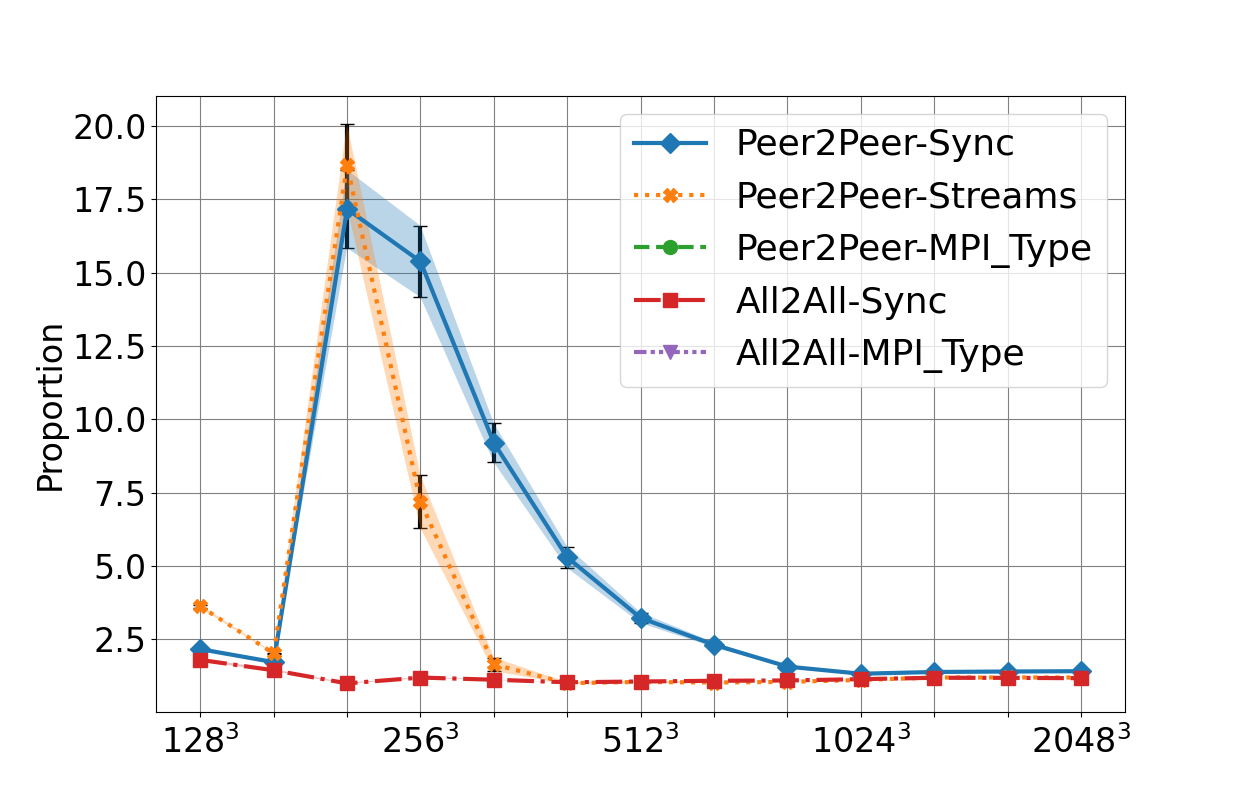 Proportion
20.0
17.5
15.0
12.5
10.0
7.5
5.0
2.5
Peer2Peer-Sync
Peer2Peer-Streams
Peer2Peer-MPI_Type
All2All-Sync
All2All-MPI_Type
128³ 256³ 512³ 1024³ 2048³